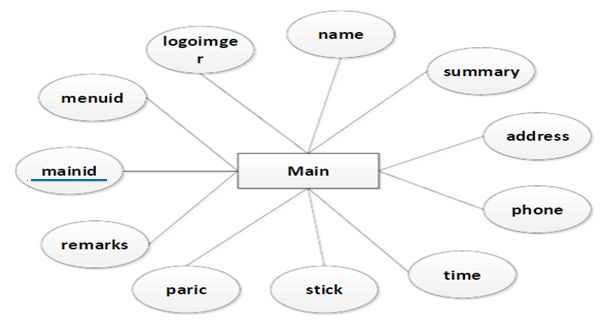 name
logoimge
r
summary
menuid
address
mainid
Main
phone
remarks
time
paric
stick